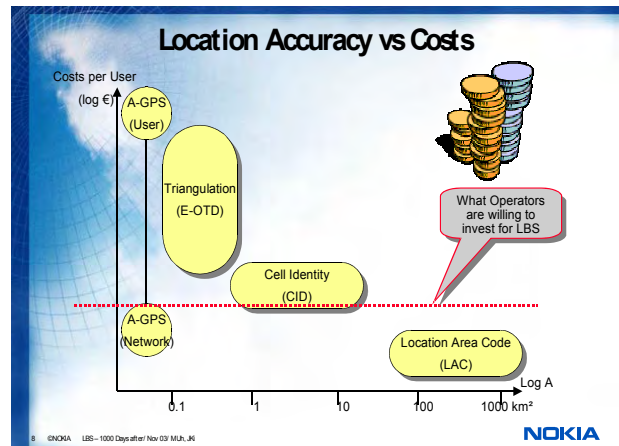 Location Accuracy vs Costs
Costs per User
(log €)
A-GPS
(User)
Triangulation
(E-OTD)
What Operators
are willing to
invest for LBS
Cell Identity
(CID)
A-GPS
(Network)
Location Area Code
(LAC)
Log A
0.1
1
10
100
1000 km²
8 ©NOKIA LBS – 1000 Days after/ Nov 03/ MUh, JKi
NOKIA